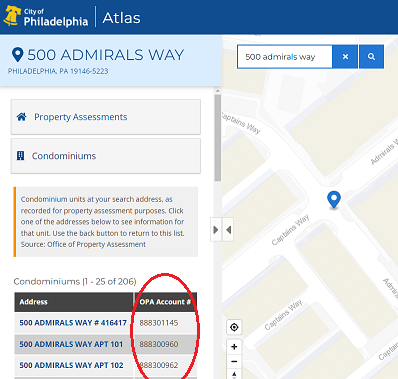 City of
Philadelphia
Atlas
500 ADMIRALS WAY
PHILADELPHIA, PA 19146-5223
500 admirals way
Property Assessments
Condominiums
Condominium units at your search address, as
recorded for property assessment purposes. Click
one of the addresses below to see information for
that unit. Use the back button to return to this list.
Source: Office of Property Assessment
Condominiums (1 - 25 of 206)
Address OPA Account #
500 ADMIRALS WAY # 416417 888301145
500 ADMIRALS WAY APT 101 888300960
500 ADMIRALS WAY APT 102 888300962
Captains Way
Admirals W
Captains Way
Captains Way